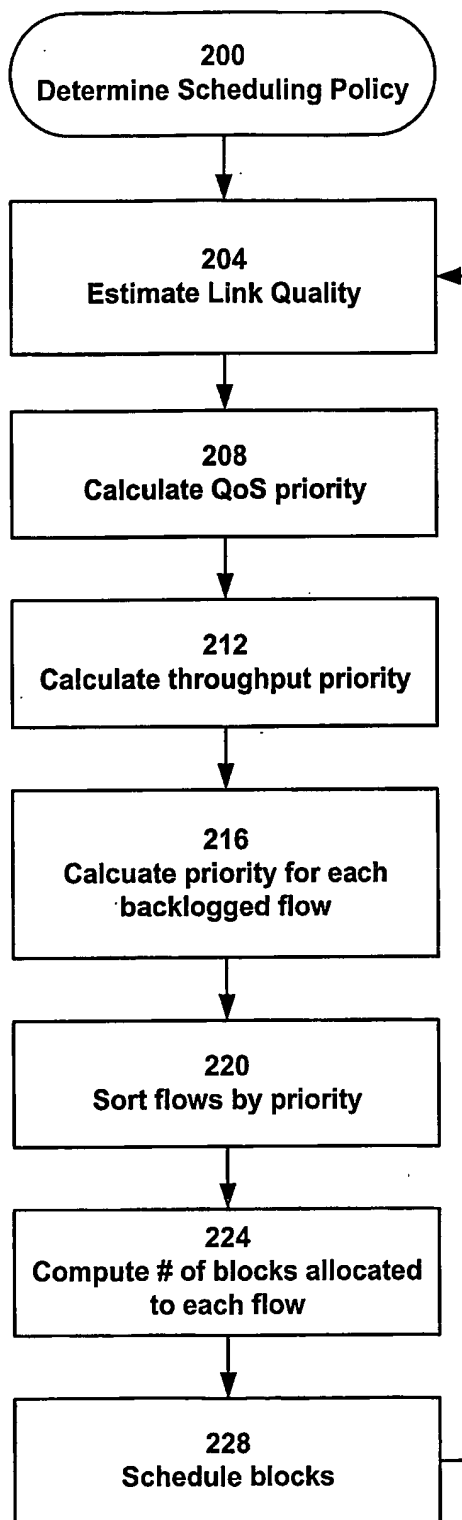 200
Determine Scheduling Policy
204
Estimate Link Quality
208
Calculate QoS priority
212
Calculate throughput priority
216
Calcuate priority for each
backlogged flow
220
Sort flows by priority
224
Compute # of blocks allocated
to each flow
228
Schedule blocks